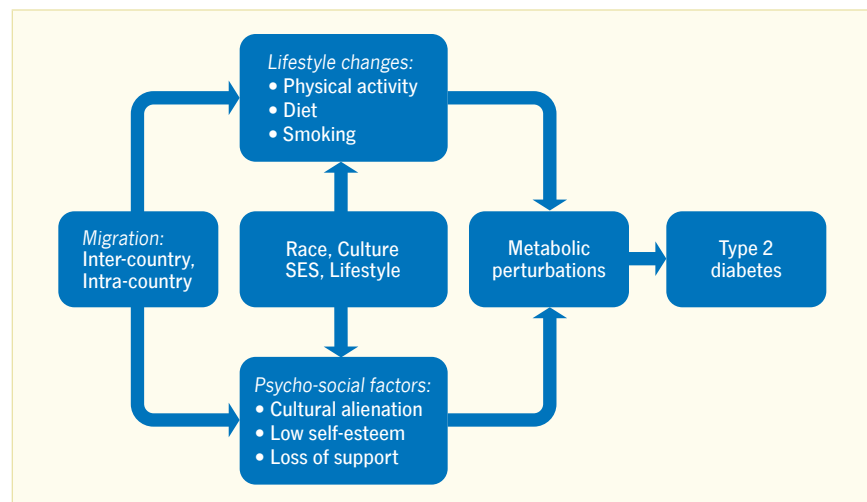 Lifestyle changes:
• Physical activity
• Diet
• Smoking
Migration:
Inter-country,
Intra-country
Race, Culture
SES, Lifestyle
Metabolic
perturbations
Type 2
diabetes
Psycho-social factors:
• Cultural alienation
• Low self-esteem
• Loss of support